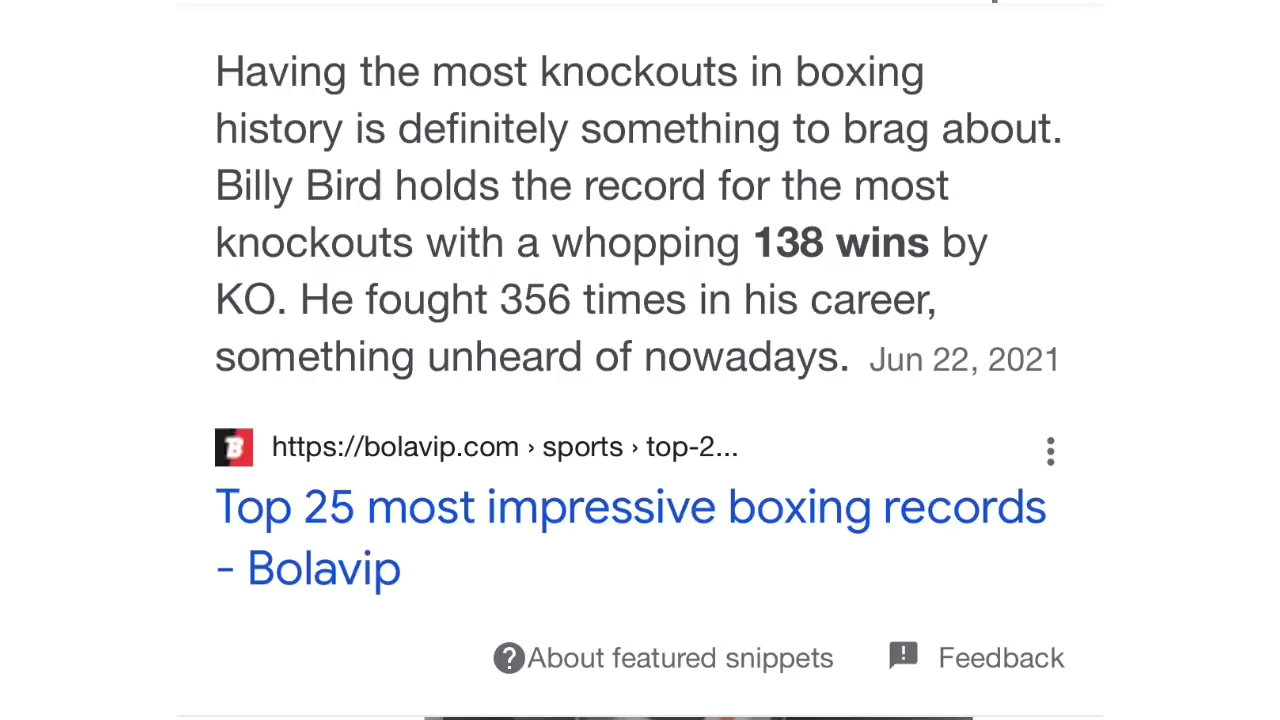 Having the most knockouts in boxing
history is definitely something to brag about.
Billy Bird holds the record for the most
knockouts with a whopping 138 wins by
KO. He fought 356 times in his career,
something unheard of nowadays. Jun 22, 2021
B https://bolavip.com › sports › top-2...
Top 25 most impressive boxing records
- Bolavip
? About featured snippets ! Feedback